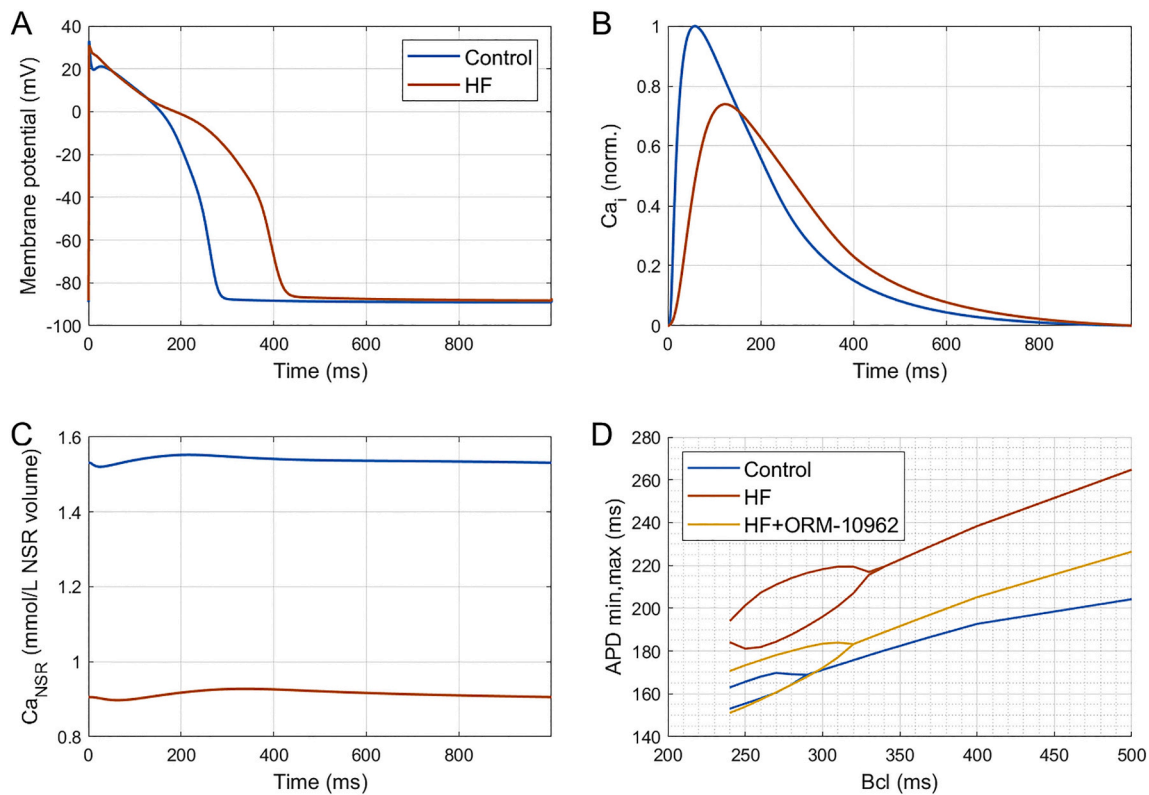 A
Membrane potential (mV)
40
20
0
-20
-40
-60
-80
-100
0
200
400
600
800
Time (ms)
Control
HF
B
Cai (norm.)
1
0.8
0.6
0.4
0.2
0
0
200
400
600
800
Time (ms)
C
CaNSR (mmol/L NSR volume)
1.6
1.4
1.2
1
0.8
0
200
400
600
800
Time (ms)
D
APD min,max (ms)
280
260
240
220
200
180
160
140
200
250
300
350
400
450
500
Bcl (ms)
Control
HF
HF+ORM-10962